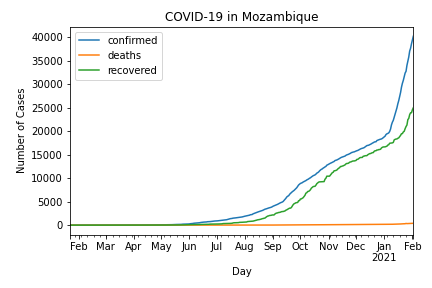 COVID-19 in Mozambique
confirmed
deaths
recovered
Number of Cases
40000
35000
30000
25000
20000
15000
10000
5000
0
Feb Mar Apr May Jun Jul Aug Sep Oct Nov Dec Jan Feb
2021
Day